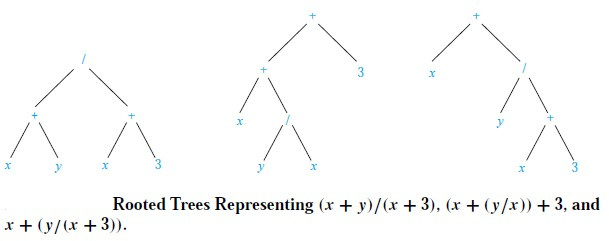 + +
/ + 3 x /
+ + x / y +
x y x 3 y x x 3
Rooted Trees Representing (x + y)/(x + 3), (x + (y/x)) + 3, and
x + (y/(x + 3)).